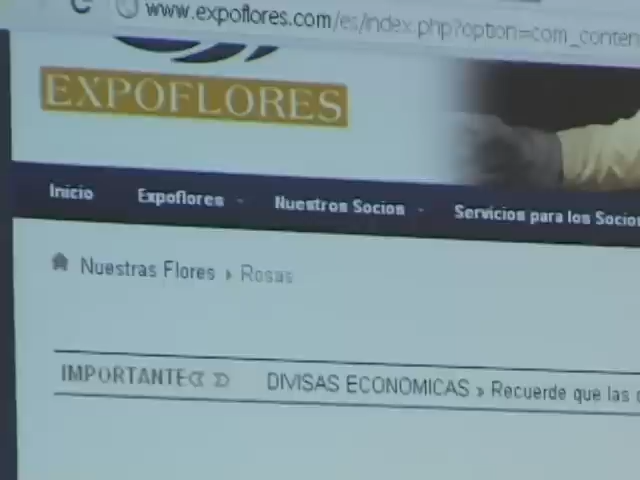 www.expoflores.com/es/index.php?option=com_conten
EXPOFLORES
Inicio Expoflores Nuestros Socios Servicios para los Socio
Nuestras Flores › Rosas
IMPORTANTE DIVISAS ECONOMICAS » Recuerde que las